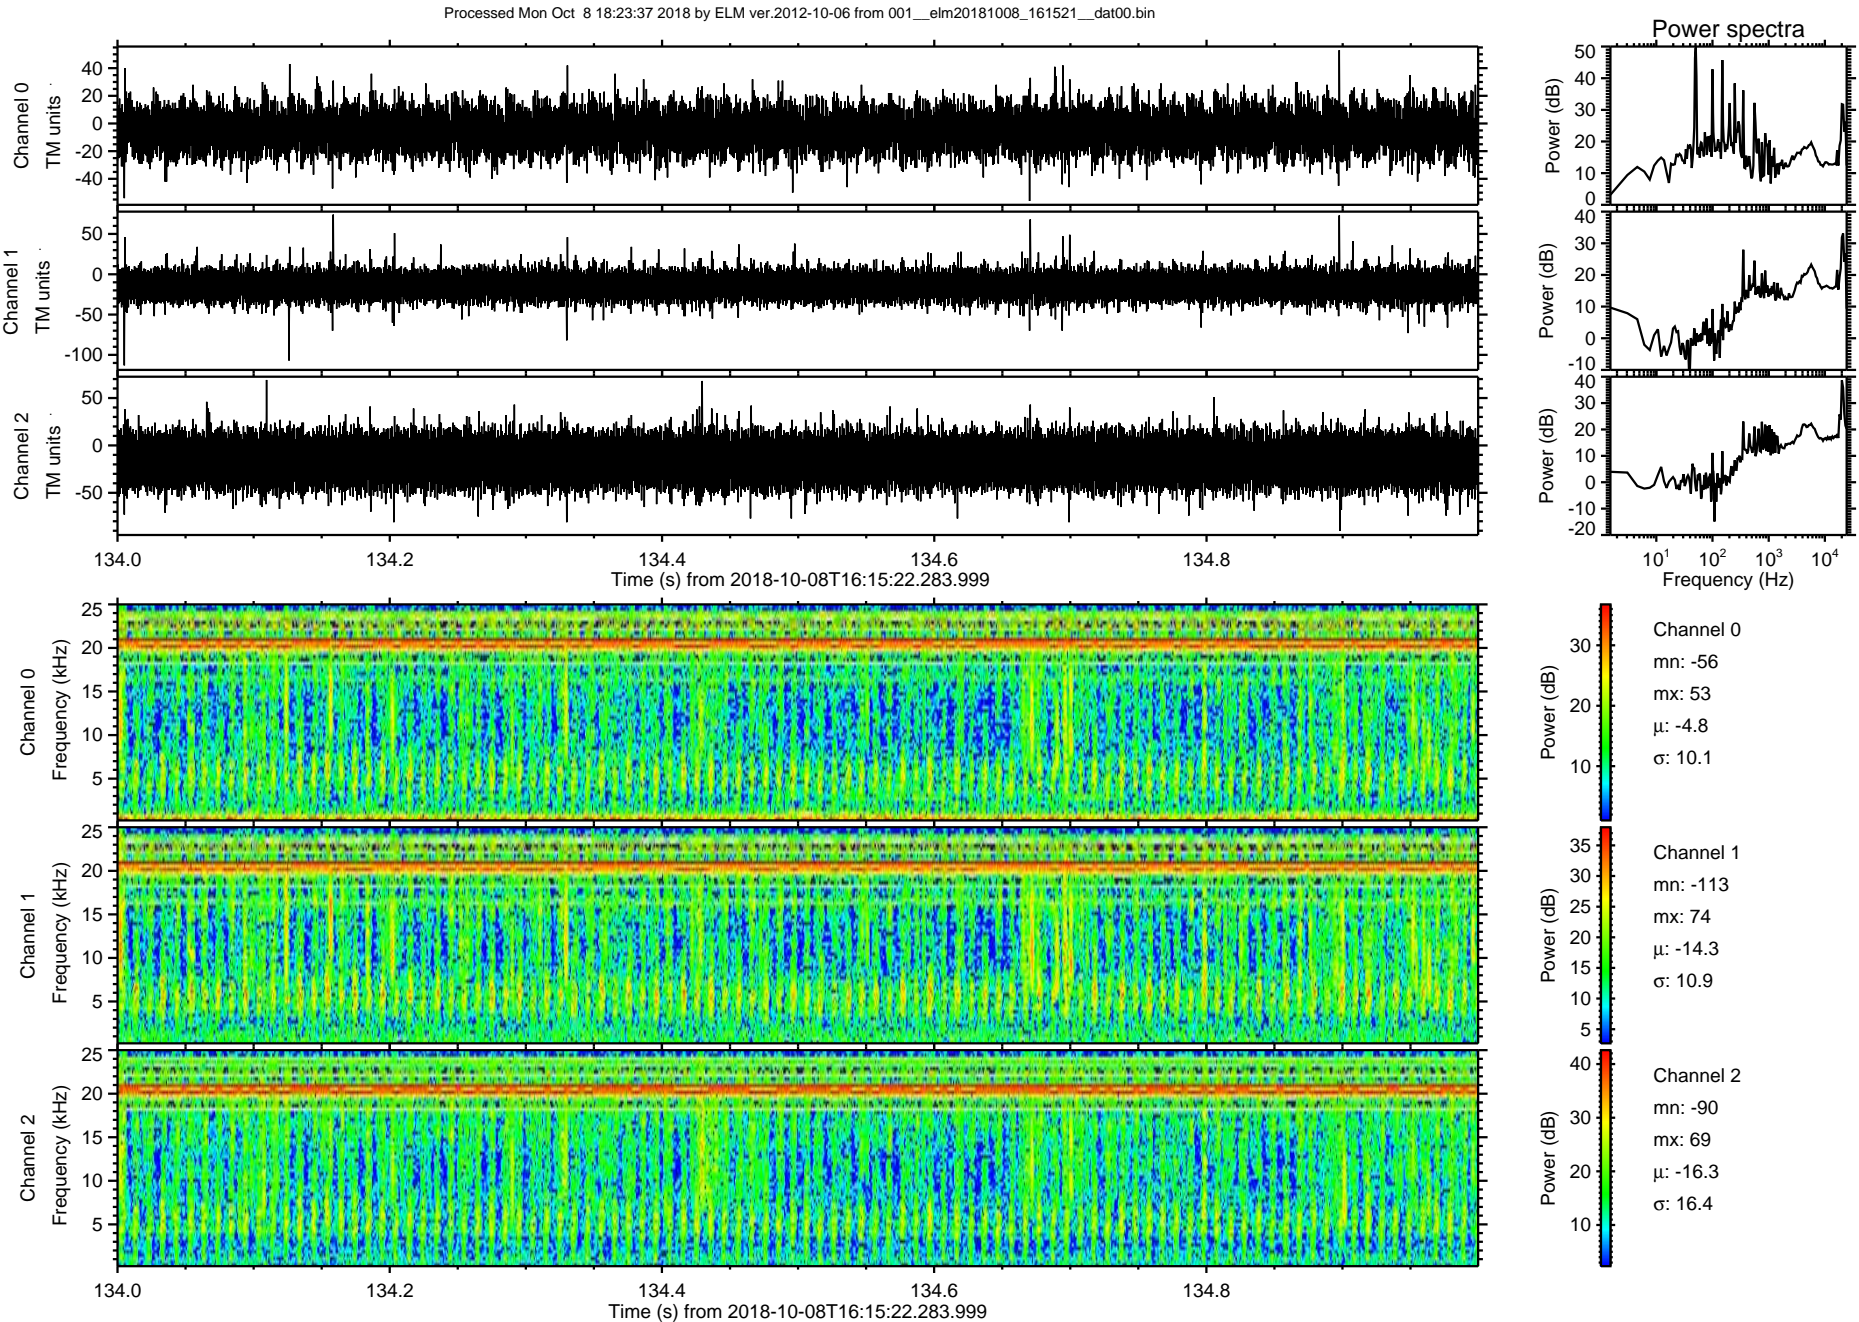 Processed Mon Oct  8 18:23:37 2018 by ELM ver.2012-10-06 from 001__elm20181008_161521__dat00.bin
Power spectra
Channel 0
TM units
40
20
0
-20
-40
Power (dB)
50
40
30
20
10
0
Channel 1
TM units
50
0
-50
-100
Power (dB)
40
30
20
10
0
-10
Channel 2
TM units
50
0
-50
Power (dB)
40
30
20
10
0
-10
-20
134.0 134.2 134.4 134.6 134.8
Time (s) from 2018-10-08T16:15:22.283.999
10^1 10^2 10^3 10^4
Frequency (Hz)
Channel 0
Frequency (kHz)
25
20
15
10
5
Power (dB)
30
20
10
Channel 0
mn: -56
mx: 53
μ: -4.8
σ: 10.1
Channel 1
Frequency (kHz)
25
20
15
10
5
Power (dB)
35
30
25
20
15
10
5
Channel 1
mn: -113
mx: 74
μ: -14.3
σ: 10.9
Channel 2
Frequency (kHz)
25
20
15
10
5
Power (dB)
40
30
20
10
Channel 2
mn: -90
mx: 69
μ: -16.3
σ: 16.4
134.0 134.2 134.4 134.6 134.8
Time (s) from 2018-10-08T16:15:22.283.999